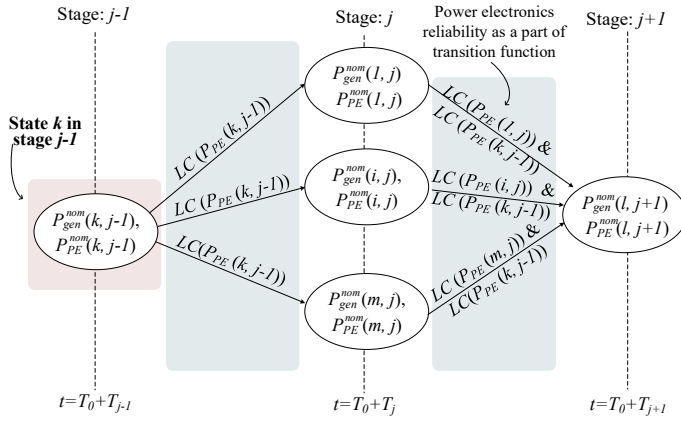 Stage: j-1
Stage: j
Power electronics
reliability as a part of
transition function
Stage: j+1
State k in
stage j-1
P_gen^nom(k, j-1),
P_PE^nom(k, j-1)
LC (P_PE (k, j-1))
LC (P_PE (k, j-1))
LC(P_PE (k, j-1))
P_gen^nom(1, j)
P_PE^nom(1, j)
P_gen^nom(i, j),
P_PE^nom(i, j)
P_gen^nom(m, j),
P_PE^nom(m, j)
LC (P_PE (1, j)) &
LC (P_PE (k, j-1))
LC (P_PE (i, j)) &
LC (P_PE (k, j-1))
LC (P_PE (m, j)) &
LC(P_PE (k, j-1))
P_gen^nom(l, j+1)
P_PE^nom(l, j+1)
t=T_0+T_j-1
t=T_0+T_j
t=T_0+T_j+1